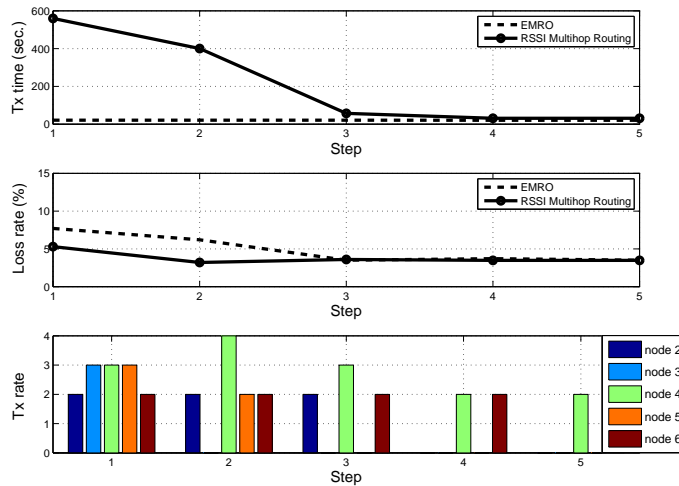 600
400
200
0
Tx time (sec.)
1 2 3 4 5
Step
EMRO
RSSI Multihop Routing
15
10
5
0
Loss rate (%)
1 2 3 4 5
Step
EMRO
RSSI Multihop Routing
4
3
2
1
0
Tx rate
1 2 3 4 5
Step
node 2
node 3
node 4
node 5
node 6